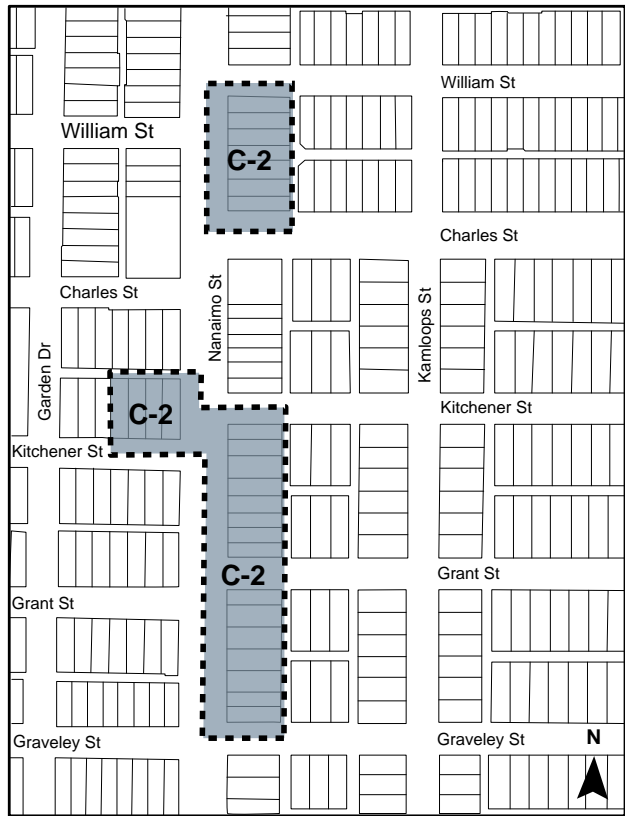 William St
William St
C-2
Charles St
Charles St
Nanaimo St
Kamloops St
Garden Dr
C-2
Kitchener St
Kitchener St
C-2
Grant St
Grant St
Graveley St
Graveley St
N